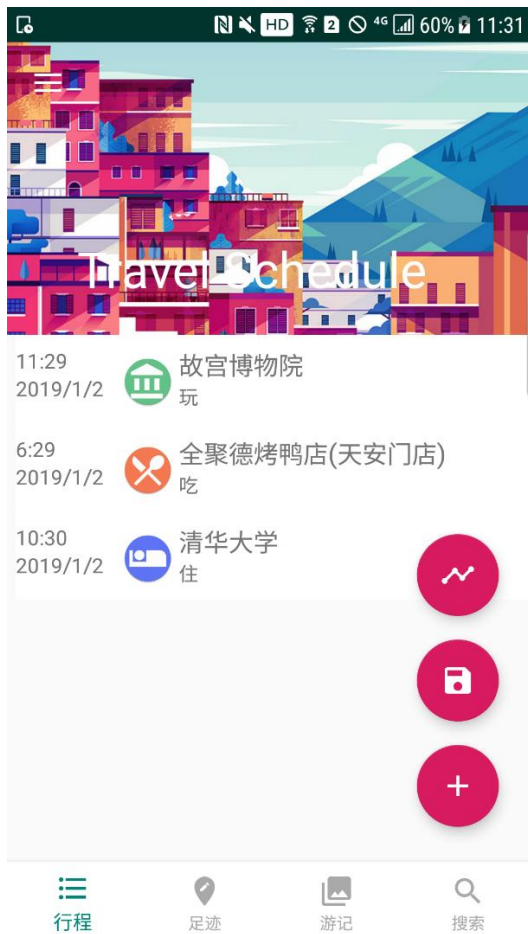 HD 2 4G 60% 11:31
Travel Schedule
11:29
2019/1/2
故宫博物院
玩
6:29
2019/1/2
全聚德烤鸭店(天安门店)
吃
10:30
2019/1/2
清华大学
住
行程
足迹
游记
搜索